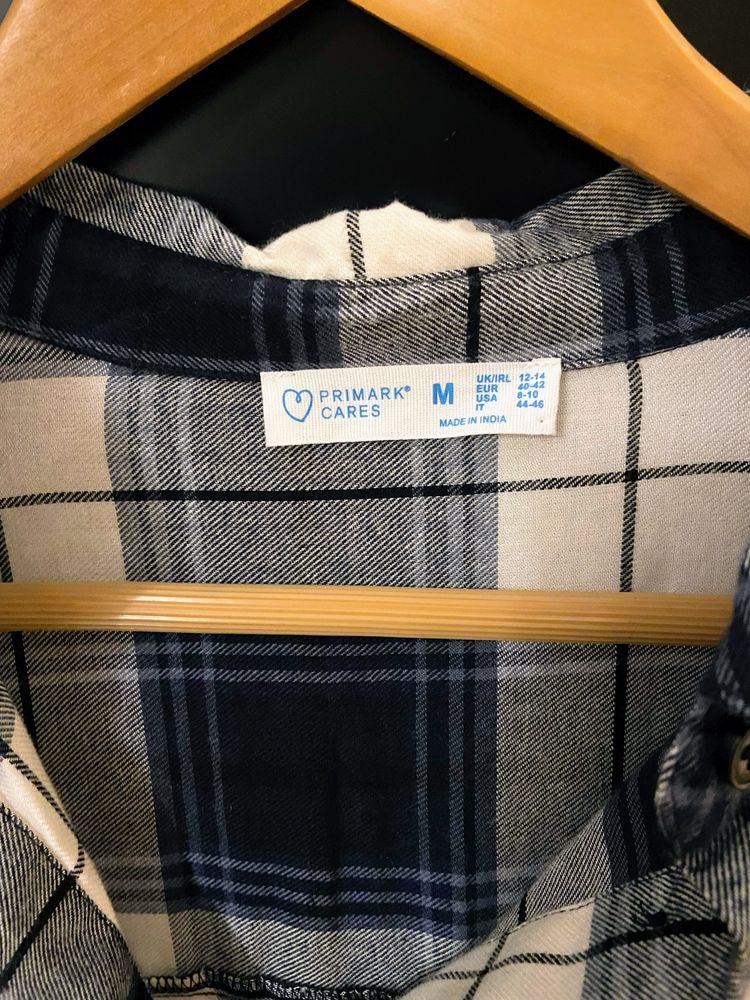 PRIMARK®
CARES
M
UK/IRL 12-14
EUR 40-42
USA 8-10
IT 44-46
MADE IN INDIA